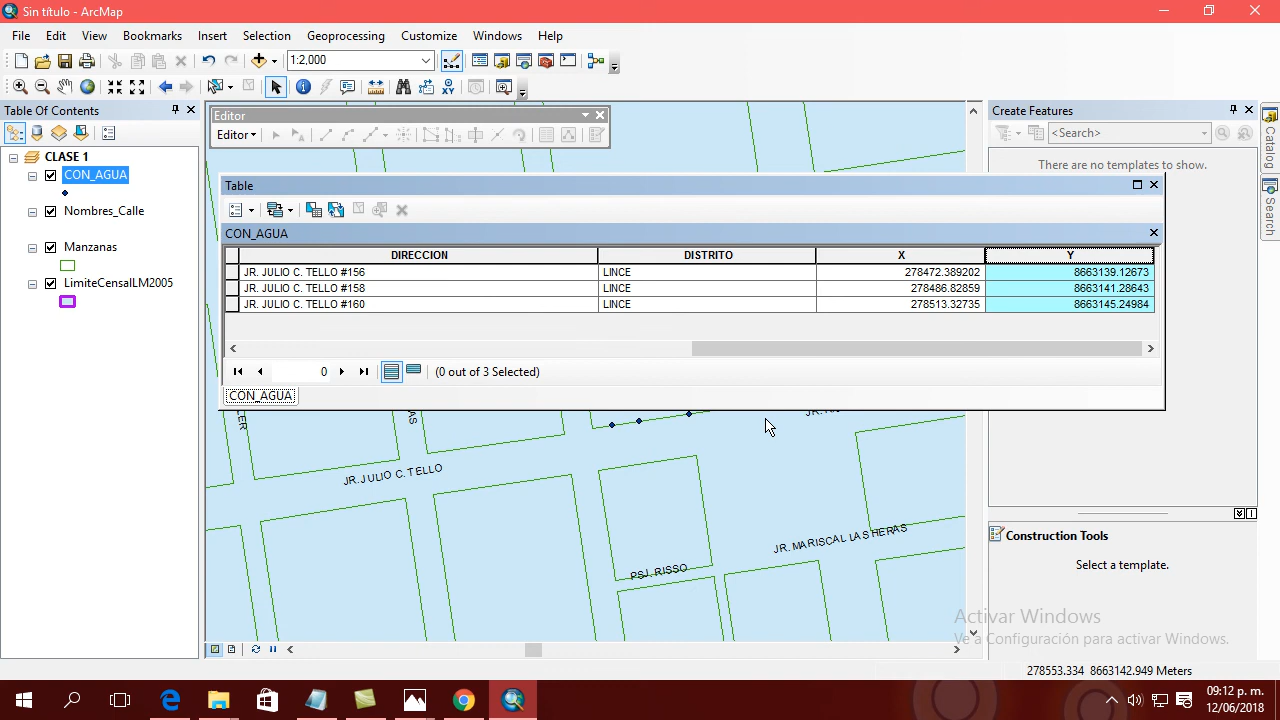 Sin título - ArcMap
File Edit View Bookmarks Insert Selection Geoprocessing Customize Windows Help
1:2,000
Table Of Contents
Editor
Create Features
Editor
<Search>
Catalog
Search
There are no templates to show.
CLASE 1
CON_AGUA
Nombres_Calle
Manzanas
LimiteCensalLM2005
Table
CON_AGUA
DIRECCION DISTRITO X Y
JR. JULIO C. TELLO #156 LINCE 278472.389202 8663139.12673
JR. JULIO C. TELLO #158 LINCE 278486.82859 8663141.28643
JR. JULIO C. TELLO #160 LINCE 278513.32735 8663145.24984
0 (0 out of 3 Selected)
CON_AGUA
JR. JULIO C. TELLO
JR. MARISCAL LAS HERAS
PSJ. RISSO
Construction Tools
Select a template.
Activar Windows
Ve a Configuración para activar Windows.
278553.334 8663142.949 Meters
09:12 p. m.
12/06/2018